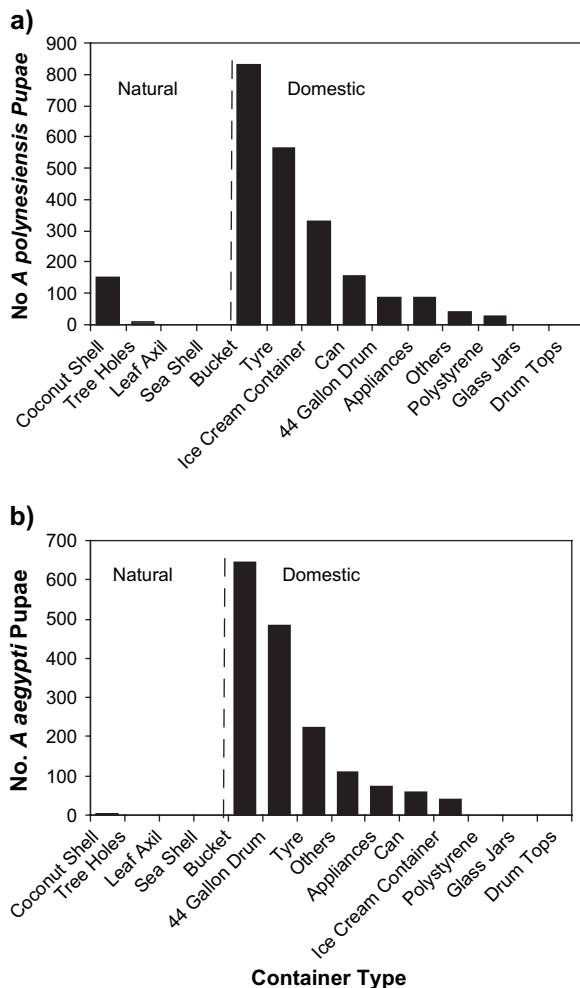 a)
No A polynesiensis Pupae
900
800
700
600
500
400
300
200
100
0
Natural
Domestic
Coconut Shell
Tree Holes
Leaf Axil
Sea Shell
Bucket
Tyre
Ice Cream Container
Can
44 Gallon Drum
Appliances
Others
Polystyrene
Glass Jars
Drum Tops
b)
No. A aegypti Pupae
700
600
500
400
300
200
100
0
Natural
Domestic
Coconut Shell
Tree Holes
Leaf Axil
Sea Shell
Bucket
44 Gallon Drum
Tyre
Others
Appliances
Can
Ice Cream Container
Polystyrene
Glass Jars
Drum Tops
Container Type